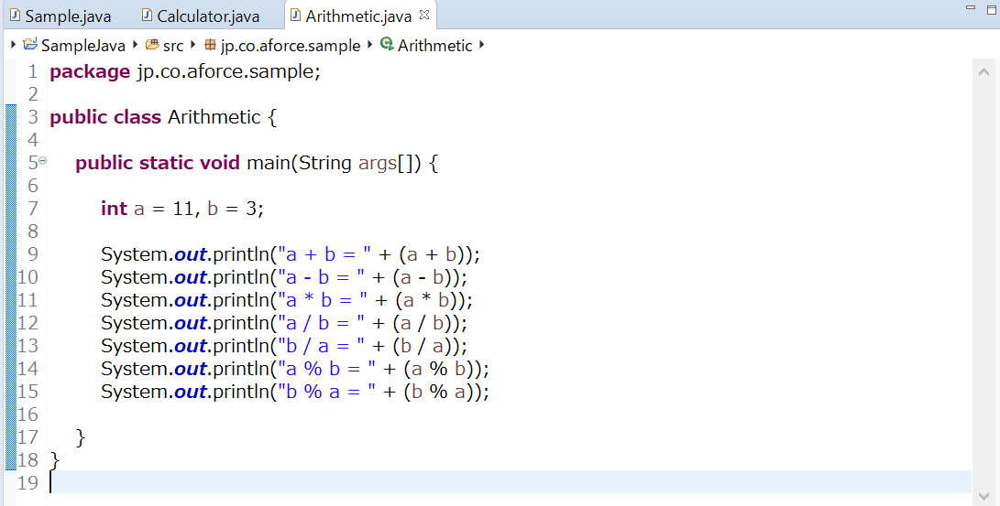 Sample.java Calculator.java Arithmetic.java
SampleJava src jp.co.aforce.sample Arithmetic
1 package jp.co.aforce.sample;
2
3 public class Arithmetic {
4
5 public static void main(String args[]) {
6
7 int a = 11, b = 3;
8
9 System.out.println("a + b = " + (a + b));
10 System.out.println("a - b = " + (a - b));
11 System.out.println("a * b = " + (a * b));
12 System.out.println("a / b = " + (a / b));
13 System.out.println("b / a = " + (b / a));
14 System.out.println("a % b = " + (a % b));
15 System.out.println("b % a = " + (b % a));
16
17 }
18 }
19